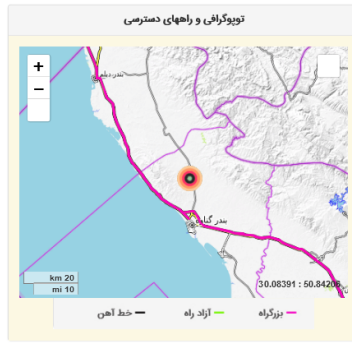 توپوگرافی و راههای دسترسی
+
−
بندر دیلم
بندر گناوه
20 km
10 mi
30.08391 : 50.84206
بزرگراه
آزاد راه
خط آهن